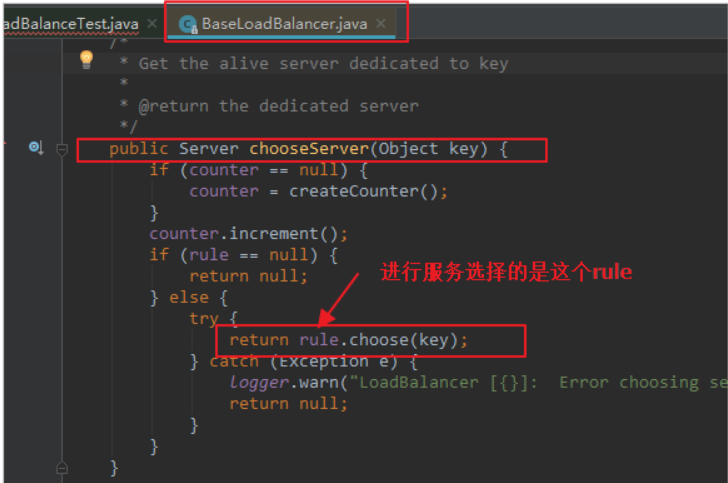 adBalanceTest.java × BaseLoadBalancer.java ×
/*
* Get the alive server dedicated to key
*
* @return the dedicated server
*/
public Server chooseServer(Object key) {
if (counter == null) {
counter = createCounter();
}
counter.increment();
if (rule == null) {
return null;
进行服务选择的是这个rule
} else {
try {
return rule.choose(key);
} catch (Exception e) {
logger.warn("LoadBalancer [{}]:  Error choosing se
return null;
}
}
}